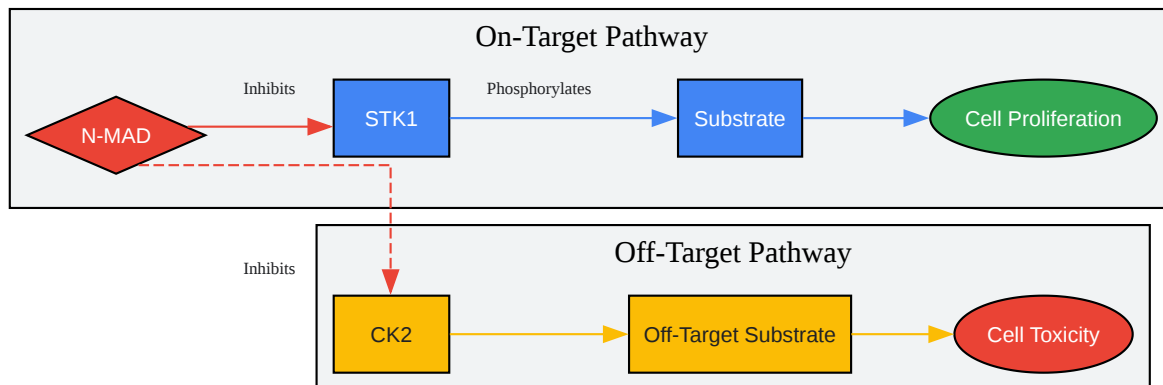 On-Target Pathway
Inhibits
Phosphorylates
N-MAD
STK1
Substrate
Cell Proliferation
Off-Target Pathway
Inhibits
CK2
Off-Target Substrate
Cell Toxicity